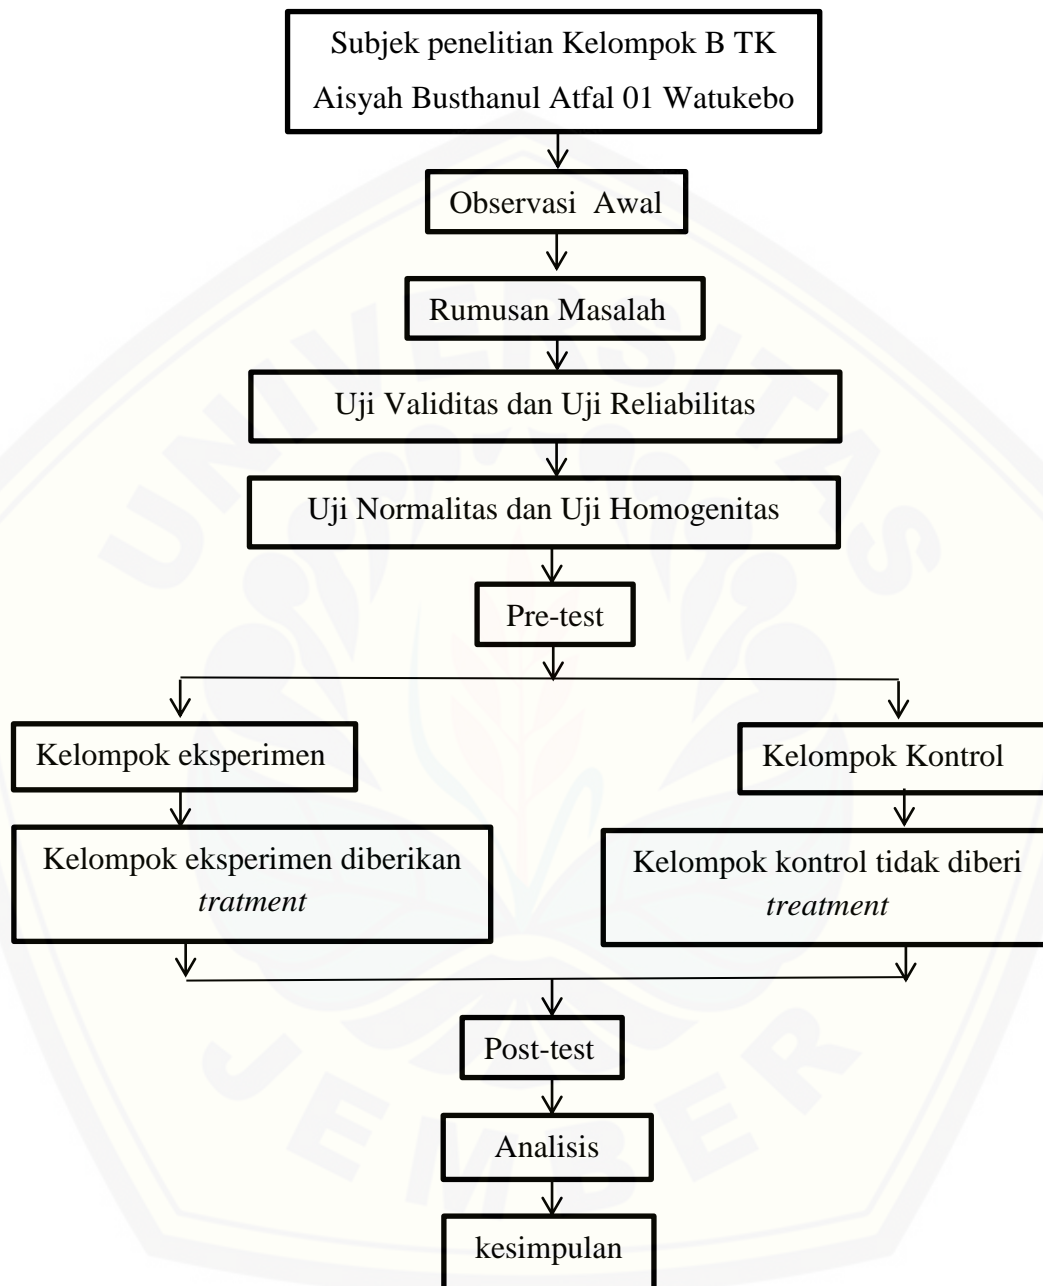 Subjek penelitian Kelompok B TK
Aisyah Busthanul Atfal 01 Watukebo
Observasi Awal
Rumusan Masalah
Uji Validitas dan Uji Reliabilitas
Uji Normalitas dan Uji Homogenitas
Pre-test
Kelompok eksperimen
Kelompok Kontrol
Kelompok eksperimen diberikan
tratment
Kelompok kontrol tidak diberi
treatment
Post-test
Analisis
kesimpulan
UNIVERSITAS
JEMBER